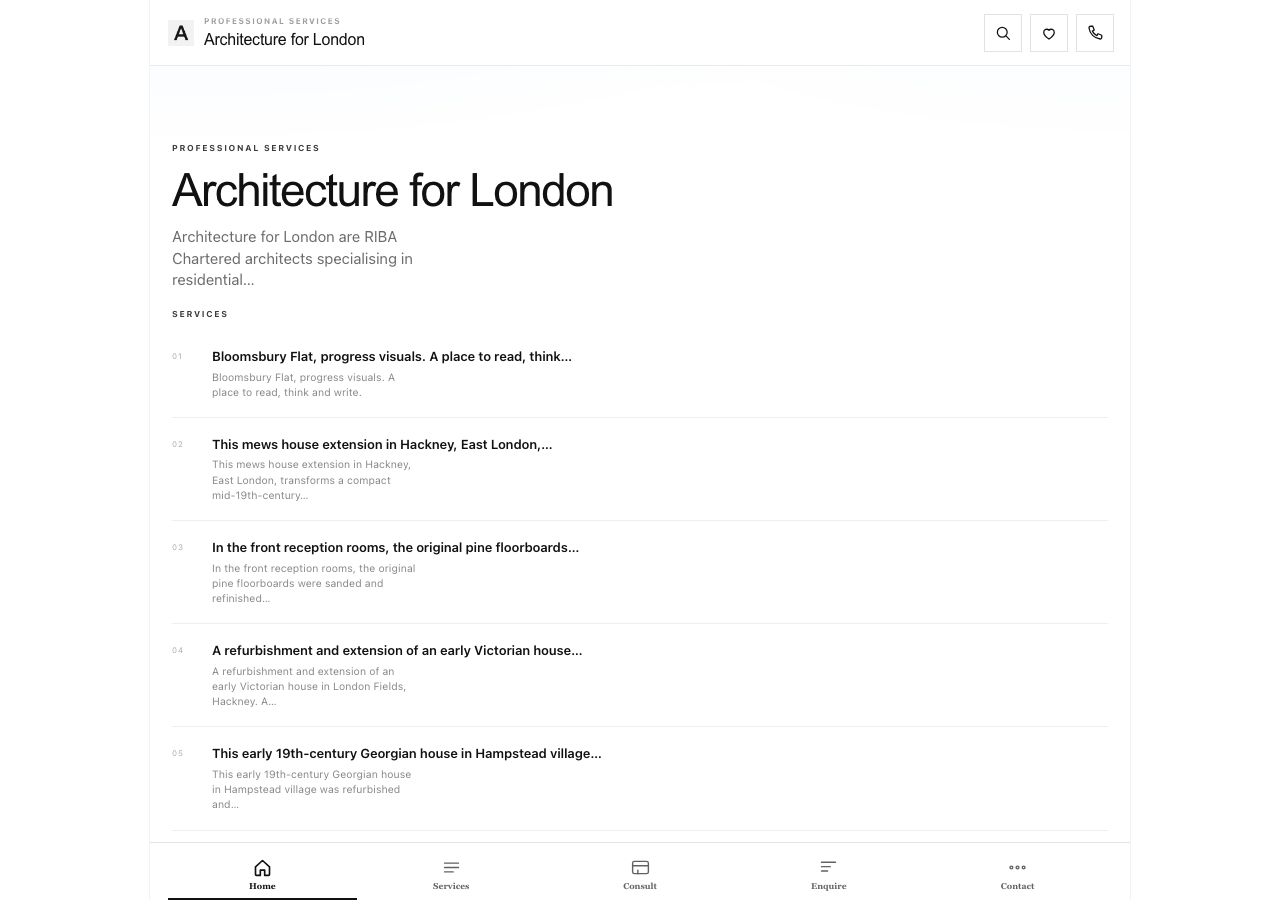 A
PROFESSIONAL SERVICES
Architecture for London
PROFESSIONAL SERVICES
Architecture for London
Architecture for London are RIBA
Chartered architects specialising in
residential...
SERVICES
01
Bloomsbury Flat, progress visuals. A place to read, think...
Bloomsbury Flat, progress visuals. A
place to read, think and write.
02
This mews house extension in Hackney, East London,...
This mews house extension in Hackney,
East London, transforms a compact
mid-19th-century...
03
In the front reception rooms, the original pine floorboards...
In the front reception rooms, the original
pine floorboards were sanded and
refinished...
04
A refurbishment and extension of an early Victorian house...
A refurbishment and extension of an
early Victorian house in London Fields,
Hackney. A...
05
This early 19th-century Georgian house in Hampstead village...
This early 19th-century Georgian house
in Hampstead village was refurbished
and...
Home
Services
Consult
Enquire
Contact